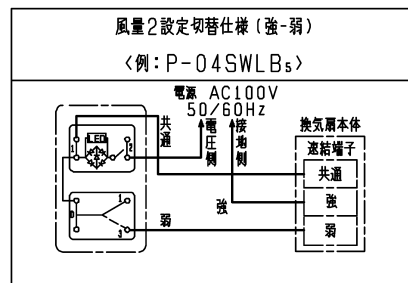 風量2設定切替仕様(強-弱)
〈例:P-04SWLB₅〉
電源 AC100V
50/60Hz
共通
電圧側
接地側
換気扇本体
速結端子
LED
1
2
共通
強
強
弱
0
1
3
弱